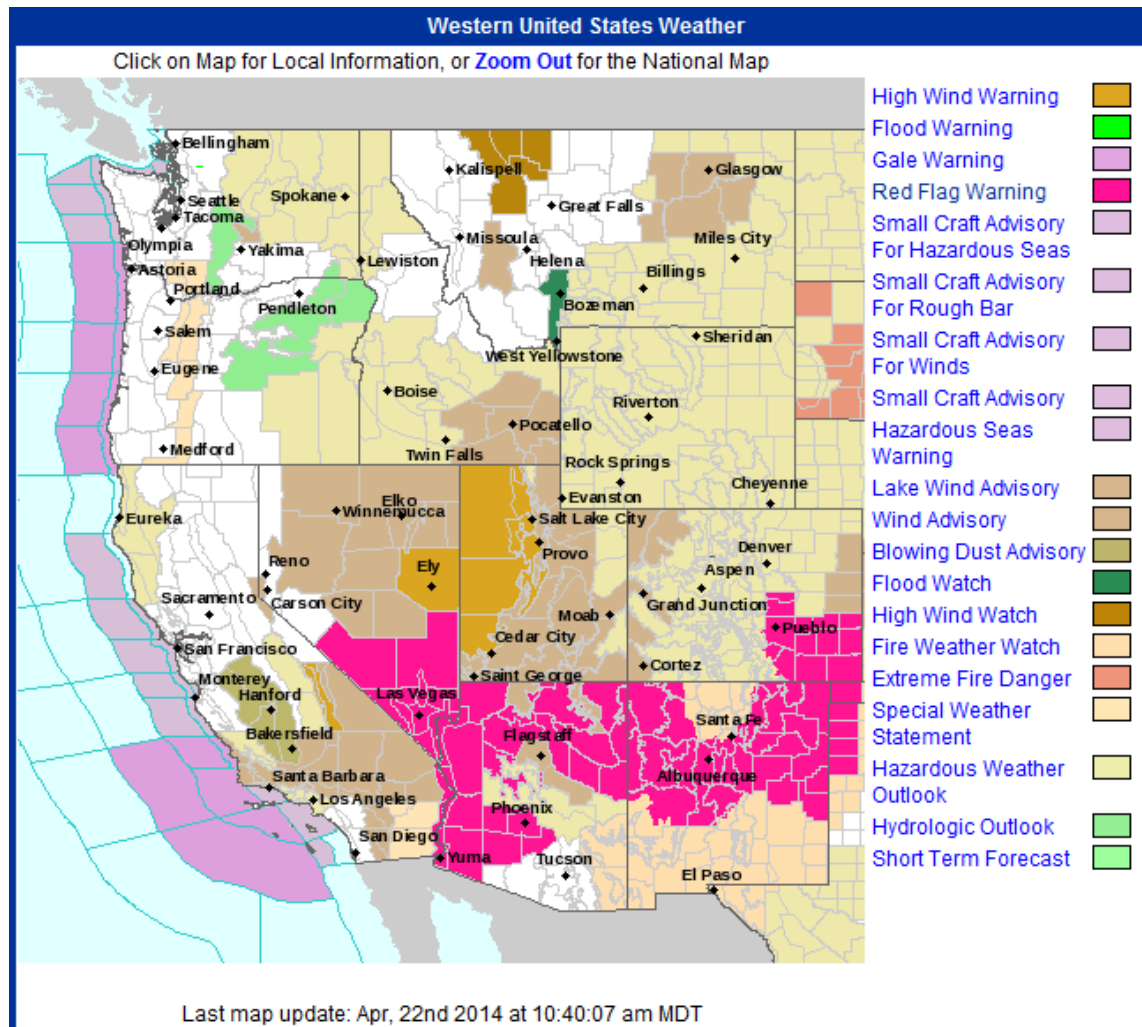 Western United States Weather
Click on Map for Local Information, or Zoom Out for the National Map
Bellingham
Seattle
Tacoma
Olympia
Spokane
Yakima
Astoria
Portland
Pendleton
Lewiston
Salem
Eugene
Medford
Kalispell
Great Falls
Missoula
Helena
Glasgow
Miles City
Billings
Bozeman
West Yellowstone
Sheridan
Boise
Pocatello
Twin Falls
Riverton
Rock Springs
Evanston
Cheyenne
Eureka
Elko
Winnemucca
Salt Lake City
Provo
Reno
Ely
Carson City
Sacramento
San Francisco
Denver
Aspen
Grand Junction
Moab
Pueblo
Cedar City
Cortez
Saint George
Monterey
Hanford
Bakersfield
Las Vegas
Santa Fe
Flagstaff
Albuquerque
Santa Barbara
Los Angeles
Phoenix
San Diego
Yuma
Tucson
El Paso
High Wind Warning
Flood Warning
Gale Warning
Red Flag Warning
Small Craft Advisory
For Hazardous Seas
Small Craft Advisory
For Rough Bar
Small Craft Advisory
For Winds
Small Craft Advisory
Hazardous Seas
Warning
Lake Wind Advisory
Wind Advisory
Blowing Dust Advisory
Flood Watch
High Wind Watch
Fire Weather Watch
Extreme Fire Danger
Special Weather
Statement
Hazardous Weather
Outlook
Hydrologic Outlook
Short Term Forecast
Last map update: Apr, 22nd 2014 at 10:40:07 am MDT